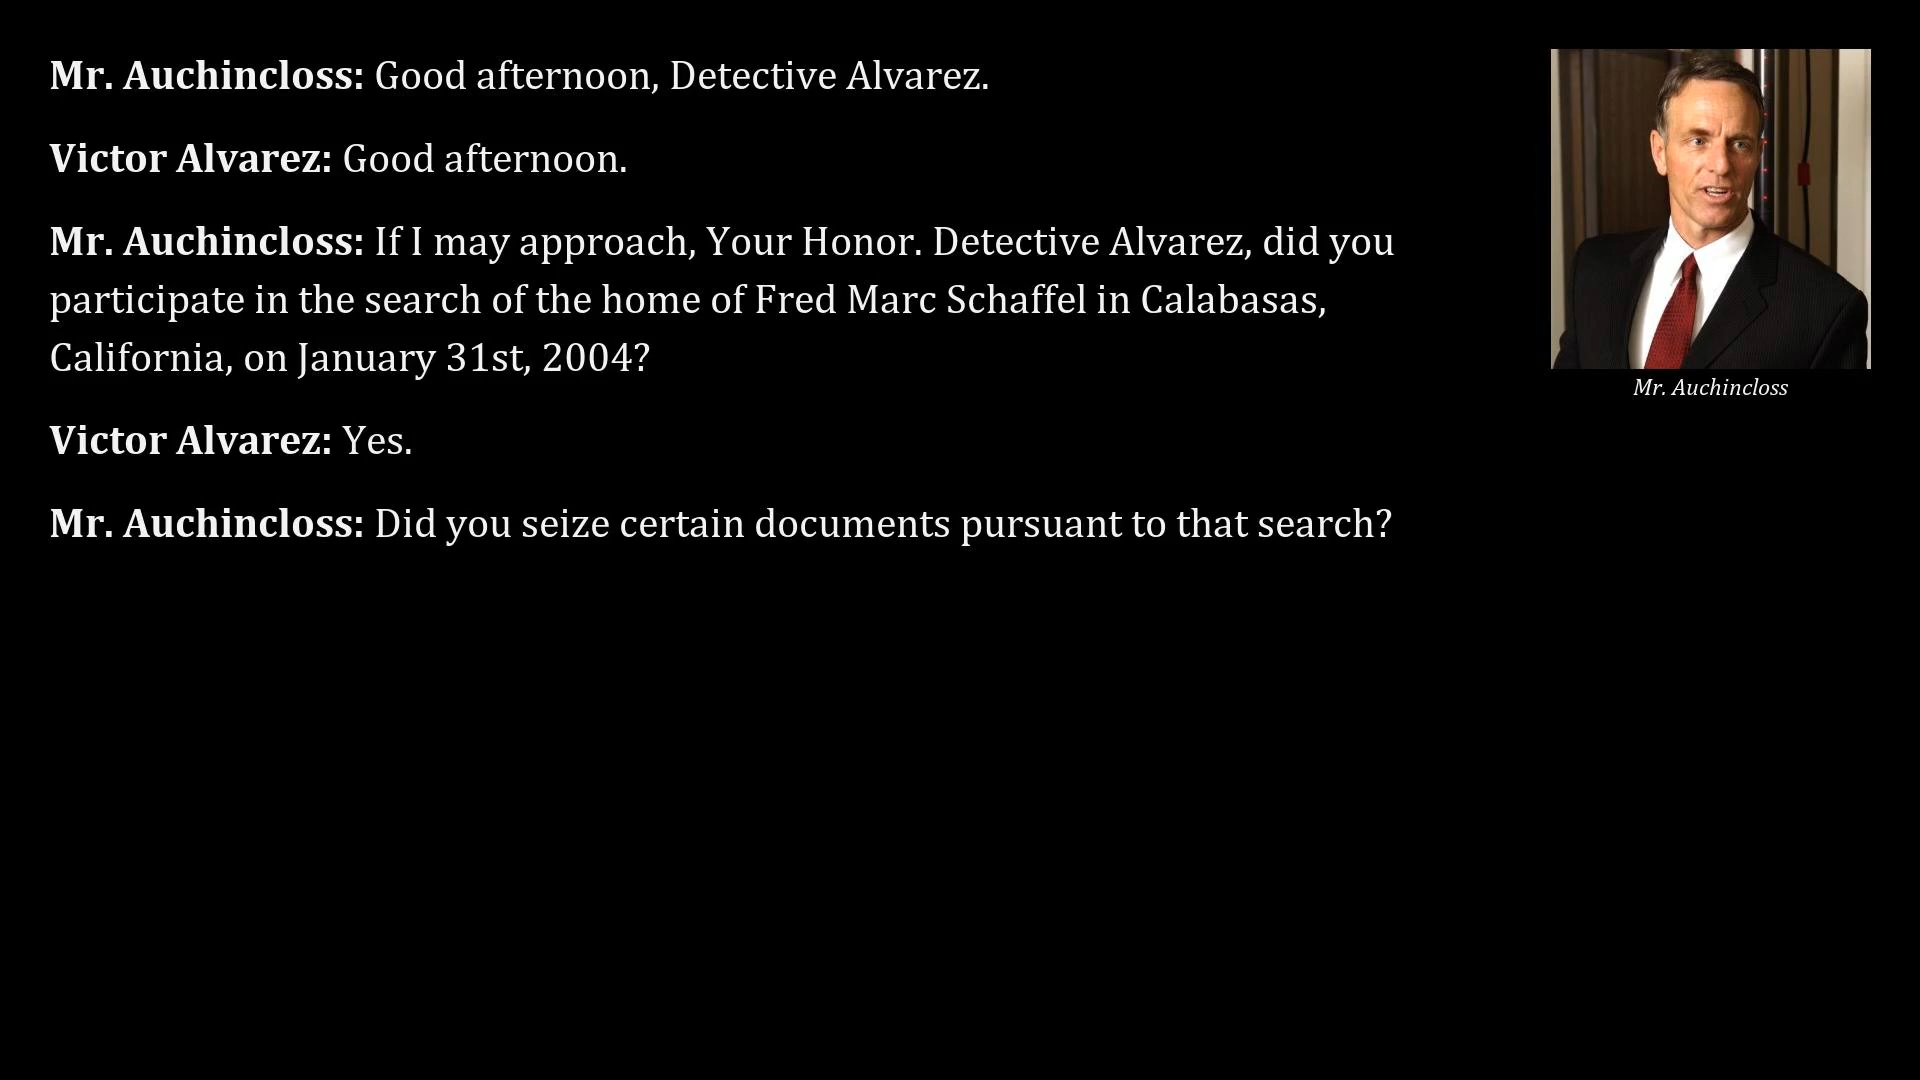 Mr. Auchincloss: Good afternoon, Detective Alvarez.
Victor Alvarez: Good afternoon.
Mr. Auchincloss: If I may approach, Your Honor. Detective Alvarez, did you
participate in the search of the home of Fred Marc Schaffel in Calabasas,
California, on January 31st, 2004?
Victor Alvarez: Yes.
Mr. Auchincloss: Did you seize certain documents pursuant to that search?
Mr. Auchincloss